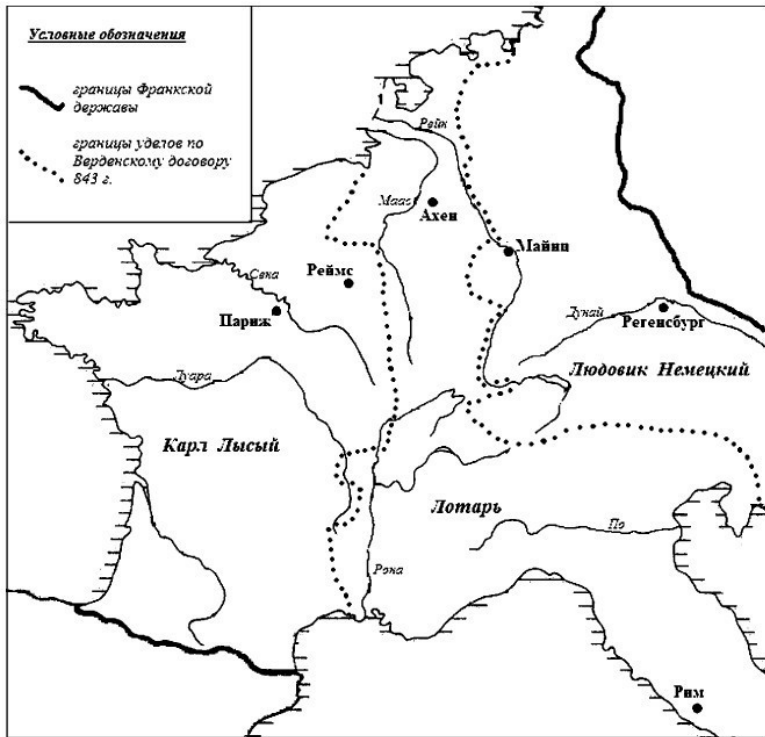 Условные обозначения
границы Франкской
державы
границы уделов по
Верденскому договору
843 г.
Рейн
Маас
Ахен
Майнц
Сена
Реймс
Париж
Дунай
Регенсбург
Луара
Людовик Немецкий
Карл Лысый
Лотарь
По
Рона
Рим